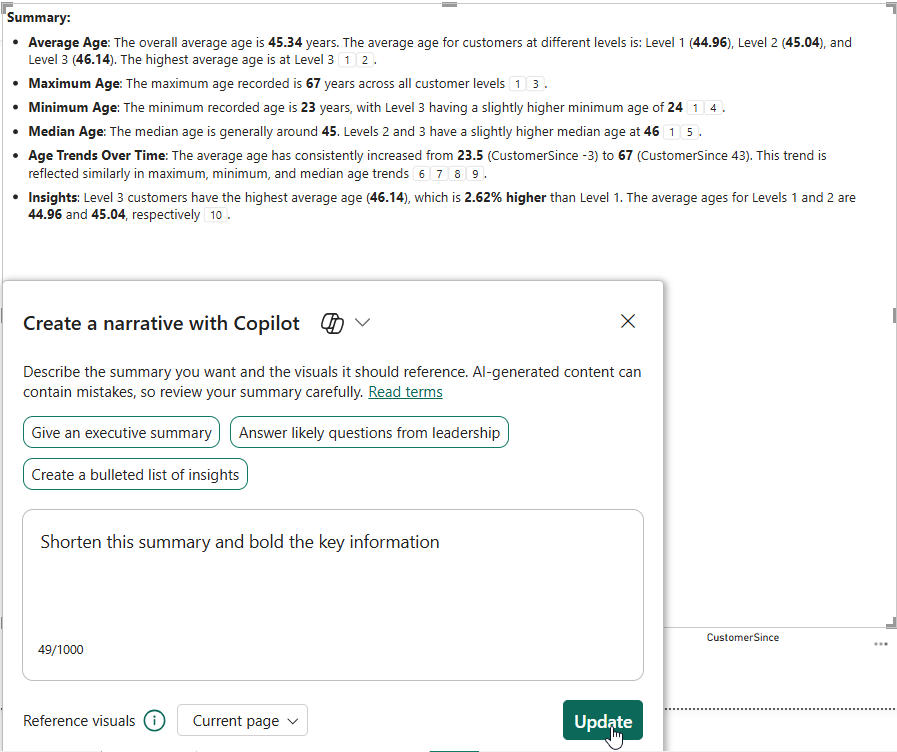 Summary:
• Average Age: The overall average age is 45.34 years. The average age for customers at different levels is: Level 1 (44.96), Level 2 (45.04), and
Level 3 (46.14). The highest average age is at Level 3 1 2 .
• Maximum Age: The maximum age recorded is 67 years across all customer levels 1 3 .
• Minimum Age: The minimum recorded age is 23 years, with Level 3 having a slightly higher minimum age of 24 1 4 .
• Median Age: The median age is generally around 45. Levels 2 and 3 have a slightly higher median age at 46 1 5 .
• Age Trends Over Time: The average age has consistently increased from 23.5 (CustomerSince -3) to 67 (CustomerSince 43). This trend is
reflected similarly in maximum, minimum, and median age trends 6 7 8 9 .
• Insights: Level 3 customers have the highest average age (46.14), which is 2.62% higher than Level 1. The average ages for Levels 1 and 2 are
44.96 and 45.04, respectively 10 .
Create a narrative with Copilot
Describe the summary you want and the visuals it should reference. AI-generated content can
contain mistakes, so review your summary carefully. Read terms
Give an executive summary
Answer likely questions from leadership
Create a bulleted list of insights
Shorten this summary and bold the key information
49/1000
CustomerSince
Reference visuals
Current page
Update